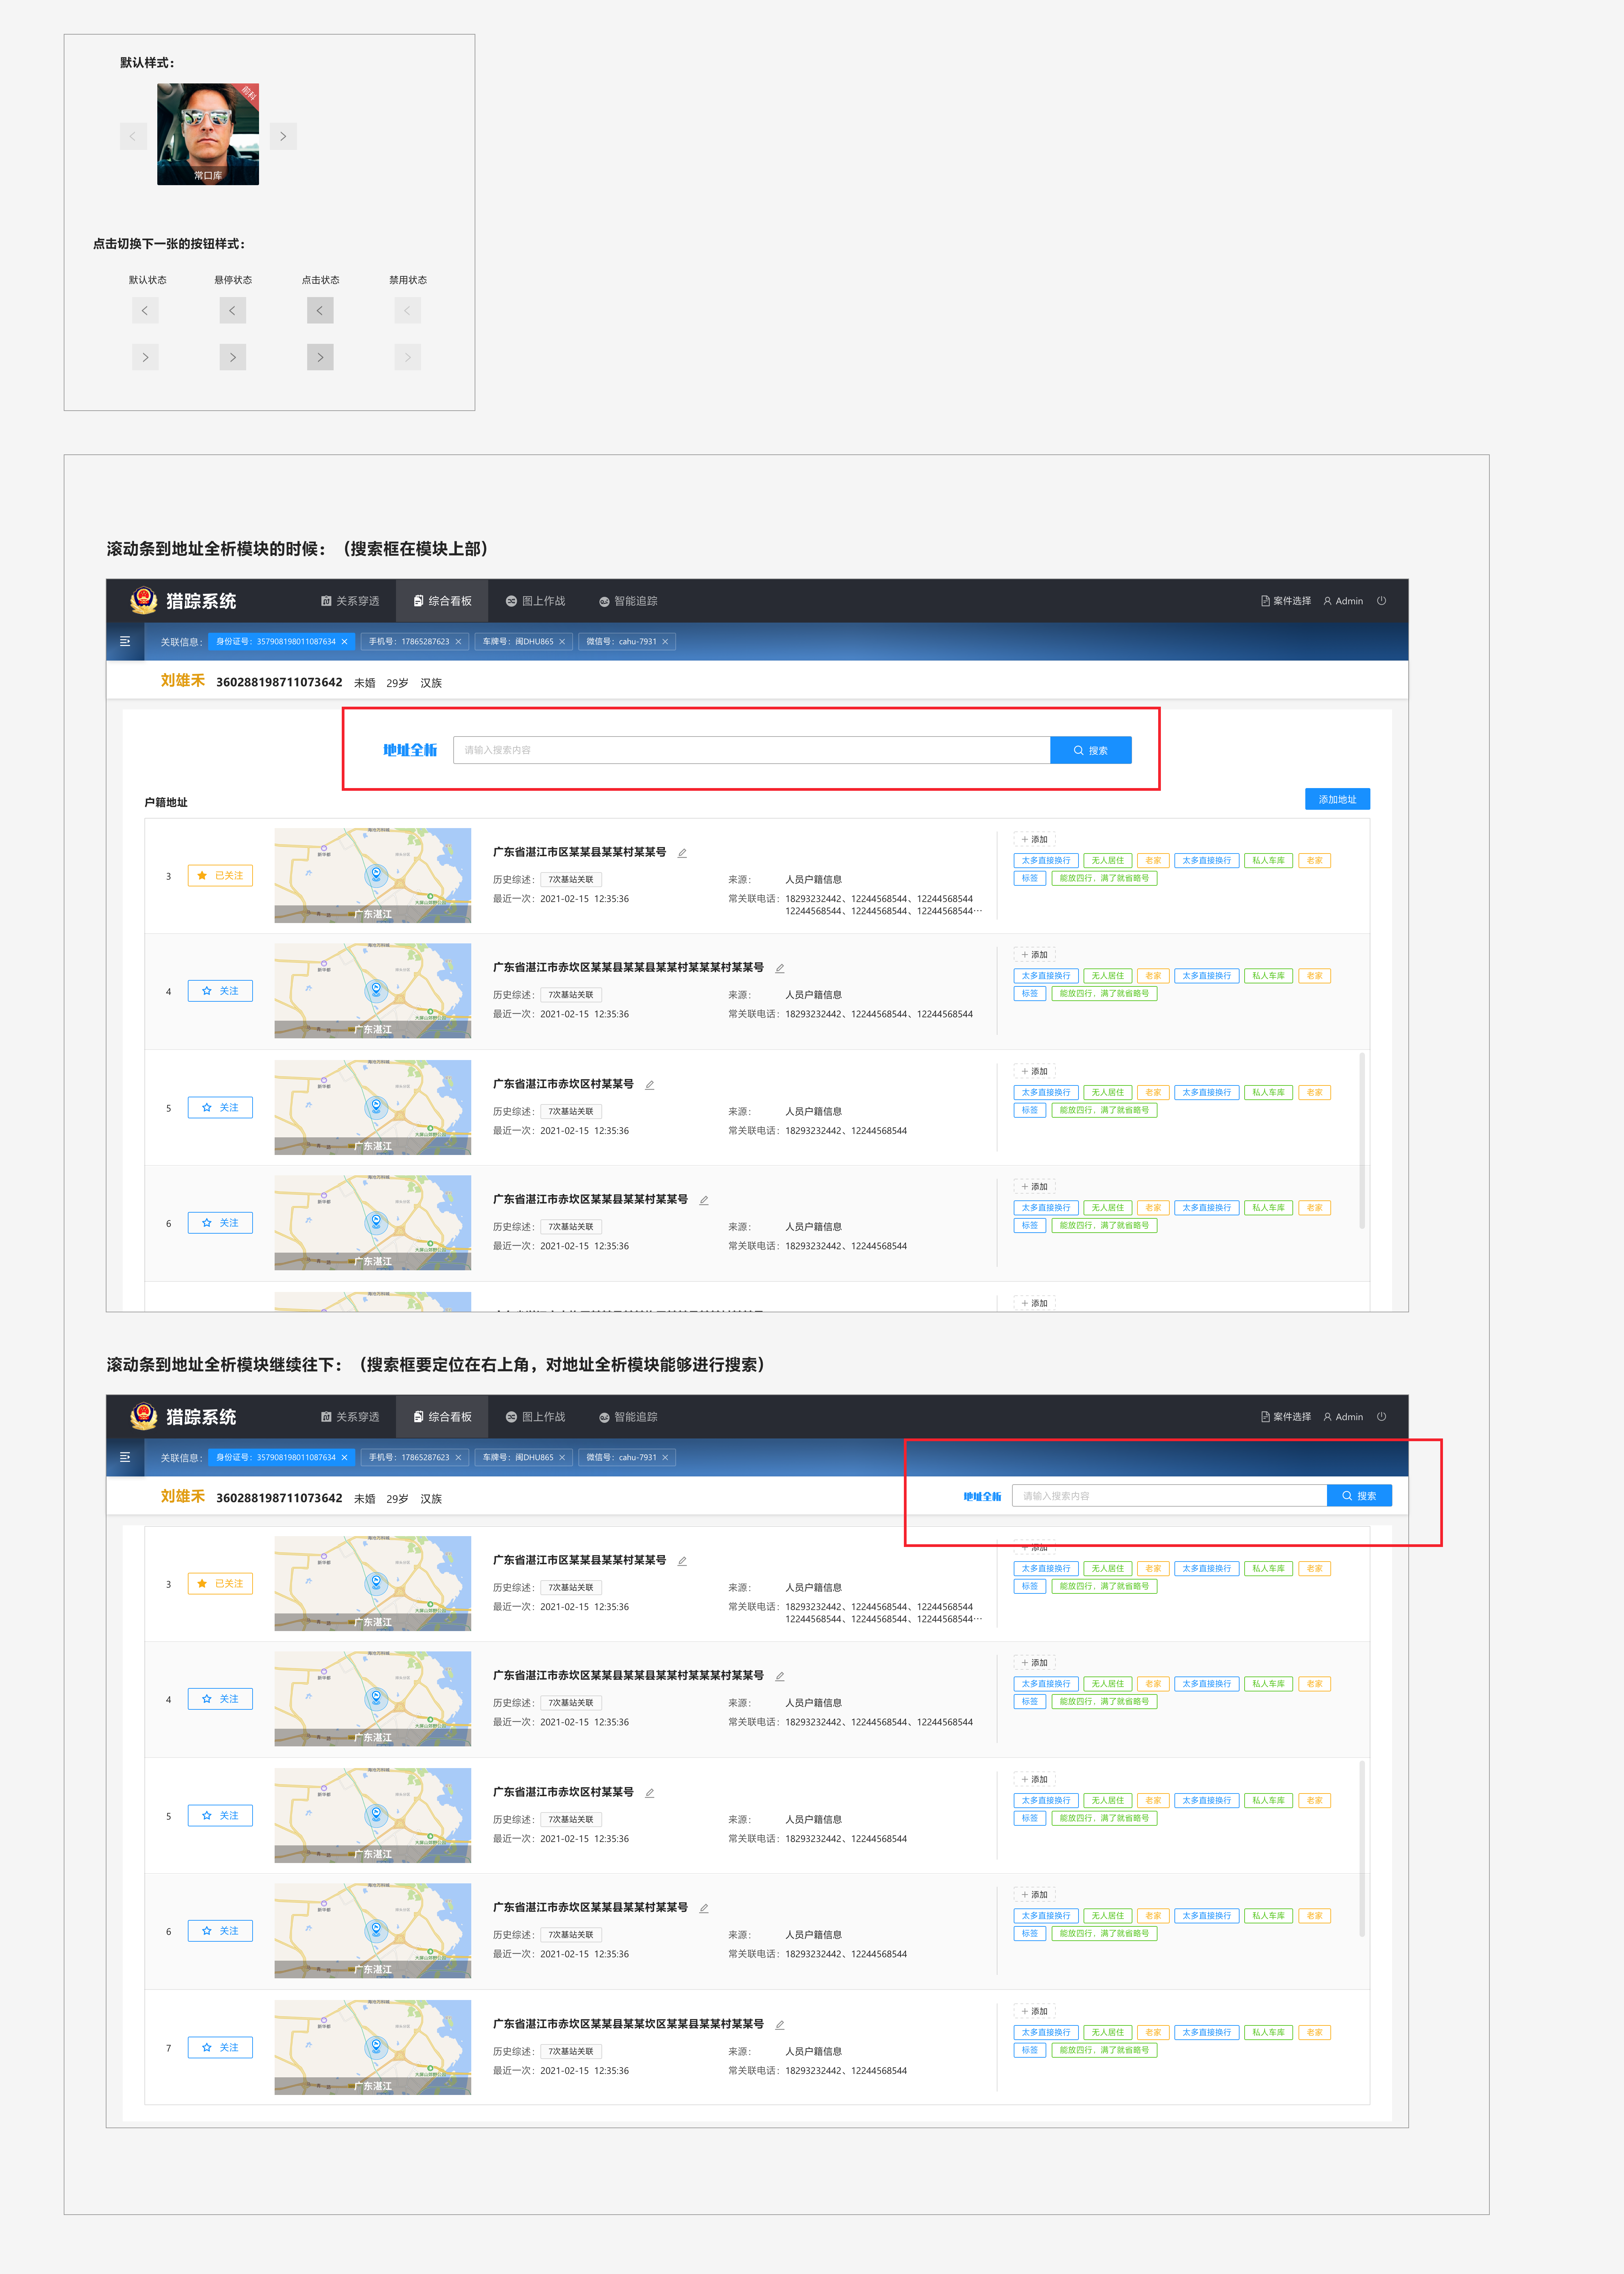 默认样式：
前科
常口库
点击切换下一张的按钮样式：
默认状态 悬停状态 点击状态 禁用状态
滚动条到地址全析模块的时候：（搜索框在模块上部）
猎踪系统 关系穿透 综合看板 图上作战 智能追踪 案件选择 Admin
关联信息： 身份证号：357908198011087634 手机号：17865287623 车牌号：闽DHU865 微信号：cahu-7931
刘雄禾 360288198711073642 未婚 29岁 汉族
地址全析 请输入搜索内容 搜索
户籍地址 添加地址
3 已关注 广东湛江
广东省湛江市区某某县某某村某某号
历史综述： 7次基站关联 来源： 人员户籍信息
最近一次：2021-02-15 12:35:36 常关联电话：18293232442、12244568544、12244568544
12244568544、12244568544、12244568544···
+ 添加
太多直接换行 无人居住 老家 太多直接换行 私人车库 老家
标签 能放四行，满了就省略号
4 关注 广东湛江
广东省湛江市赤坎区某某县某某县某某村某某某村某某号
历史综述： 7次基站关联 来源： 人员户籍信息
最近一次：2021-02-15 12:35:36 常关联电话：18293232442、12244568544、12244568544
+ 添加
太多直接换行 无人居住 老家 太多直接换行 私人车库 老家
标签 能放四行，满了就省略号
5 关注 广东湛江
广东省湛江市赤坎区村某某号
历史综述： 7次基站关联 来源： 人员户籍信息
最近一次：2021-02-15 12:35:36 常关联电话：18293232442、12244568544
+ 添加
太多直接换行 无人居住 老家 太多直接换行 私人车库 老家
标签 能放四行，满了就省略号
6 关注 广东湛江
广东省湛江市赤坎区某某县某某村某某号
历史综述： 7次基站关联 来源： 人员户籍信息
最近一次：2021-02-15 12:35:36 常关联电话：18293232442、12244568544
+ 添加
太多直接换行 无人居住 老家 太多直接换行 私人车库 老家
标签 能放四行，满了就省略号
+ 添加
滚动条到地址全析模块继续往下：（搜索框要定位在右上角，对地址全析模块能够进行搜索）
猎踪系统 关系穿透 综合看板 图上作战 智能追踪 案件选择 Admin
关联信息： 身份证号：357908198011087634 手机号：17865287623 车牌号：闽DHU865 微信号：cahu-7931
刘雄禾 360288198711073642 未婚 29岁 汉族 地址全析 请输入搜索内容 搜索
3 已关注 广东湛江
广东省湛江市区某某县某某村某某号
历史综述： 7次基站关联 来源： 人员户籍信息
最近一次：2021-02-15 12:35:36 常关联电话：18293232442、12244568544、12244568544
12244568544、12244568544、12244568544···
+ 添加
太多直接换行 无人居住 老家 太多直接换行 私人车库 老家
标签 能放四行，满了就省略号
4 关注 广东湛江
广东省湛江市赤坎区某某县某某县某某村某某某村某某号
历史综述： 7次基站关联 来源： 人员户籍信息
最近一次：2021-02-15 12:35:36 常关联电话：18293232442、12244568544、12244568544
+ 添加
太多直接换行 无人居住 老家 太多直接换行 私人车库 老家
标签 能放四行，满了就省略号
5 关注 广东湛江
广东省湛江市赤坎区村某某号
历史综述： 7次基站关联 来源： 人员户籍信息
最近一次：2021-02-15 12:35:36 常关联电话：18293232442、12244568544
+ 添加
太多直接换行 无人居住 老家 太多直接换行 私人车库 老家
标签 能放四行，满了就省略号
6 关注 广东湛江
广东省湛江市赤坎区某某县某某村某某号
历史综述： 7次基站关联 来源： 人员户籍信息
最近一次：2021-02-15 12:35:36 常关联电话：18293232442、12244568544
+ 添加
太多直接换行 无人居住 老家 太多直接换行 私人车库 老家
标签 能放四行，满了就省略号
7 关注 广东湛江
广东省湛江市赤坎区某某县某某坎区某某县某某村某某号
历史综述： 7次基站关联 来源： 人员户籍信息
最近一次：2021-02-15 12:35:36 常关联电话：18293232442、12244568544
+ 添加
太多直接换行 无人居住 老家 太多直接换行 私人车库 老家
标签 能放四行，满了就省略号